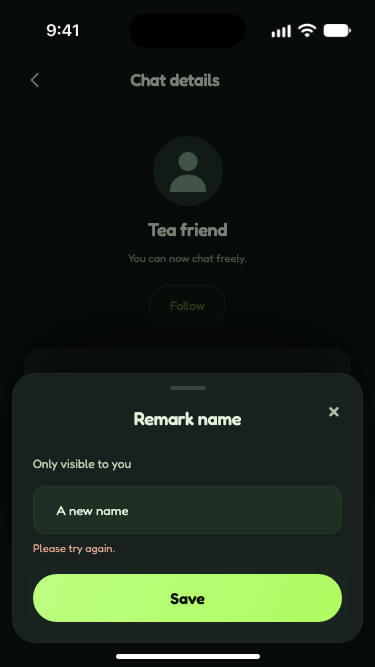 9:41
Chat details
Tea friend
You can now chat freely.
Follow
Remark name
Only visible to you
A new name
Please try again.
Save